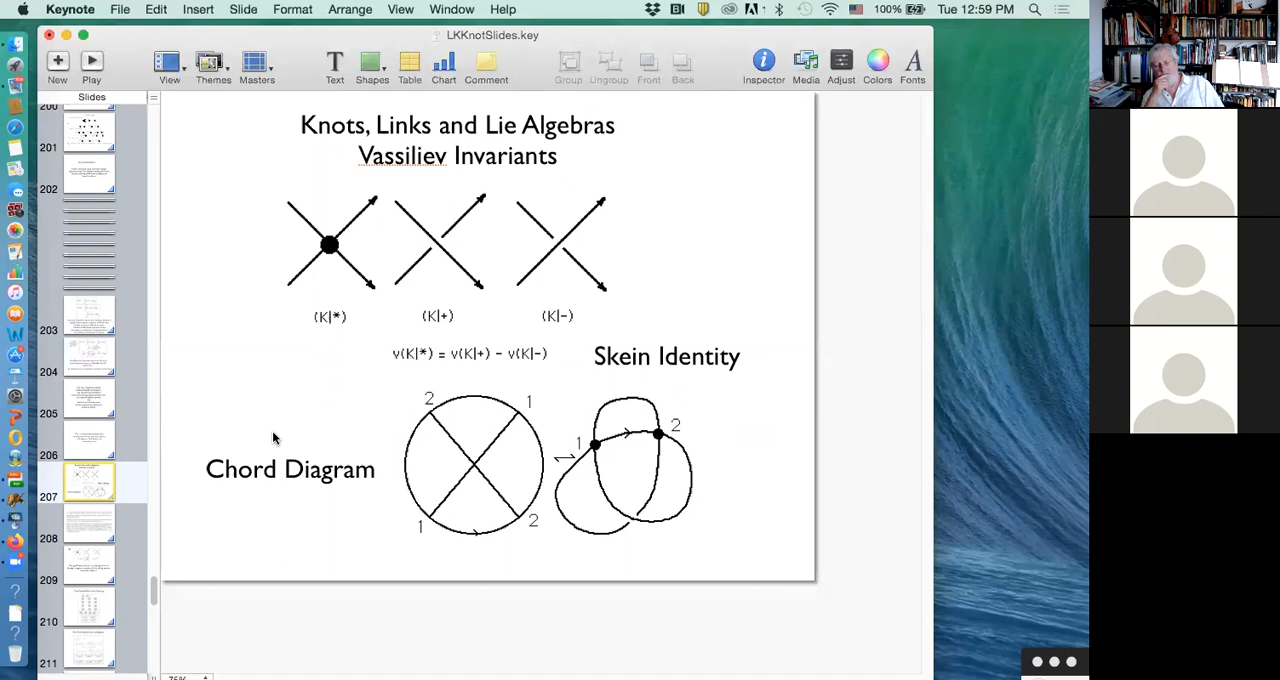 Keynote File Edit Insert Slide Format Arrange View Window Help 100% Tue 12:59 PM
LKKnotSlides.key
New Play View Themes Masters Text Shapes Table Chart Comment Group Ungroup Front Back Inspector Media Adjust Colors Fonts
Slides
200
201
202
203
204
205
206
207
208
209
210
211
Knots, Links and Lie Algebras
Vassiliev Invariants
(K|*) (K|+) (K|-)
v(K|*) = v(K|+) - v(K|-)
Skein Identity
Chord Diagram
2 1
1 2
1 2